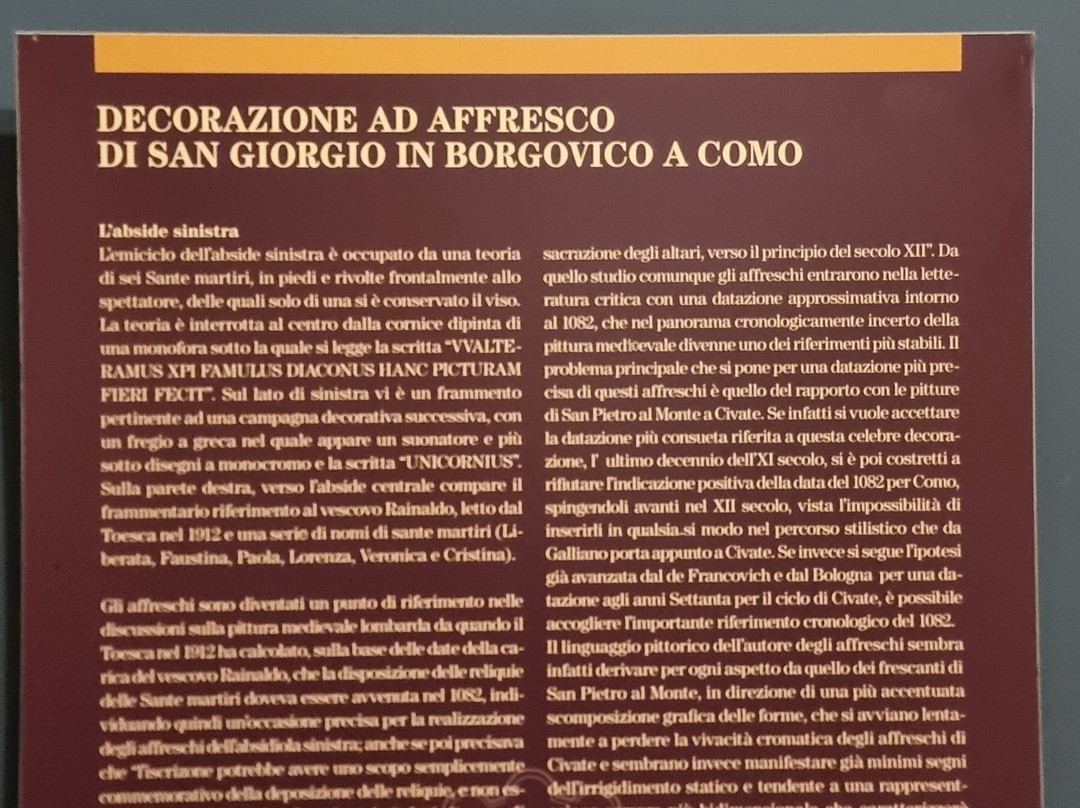 DECORAZIONE AD AFFRESCO
DI SAN GIORGIO IN BORGOVICO A COMO
L'abside sinistra
L'emiciclo dell'abside sinistra è occupato da una teoria
di sei Sante martiri, in piedi e rivolte frontalmente allo
spettatore, delle quali solo di una si è conservato il viso.
La teoria è interrotta al centro dalla cornice dipinta di
una monofora sotto la quale si legge la scritta “VVALTE-
RAMUS XPI FAMULUS DIACONUS HANC PICTURAM
FIERI FECIT”. Sul lato di sinistra vi è un frammento
pertinente ad una campagna decorativa successiva, con
un fregio a greca nel quale appare un suonatore e più
sotto disegni a monocromo e la scritta “UNICORNIUS”.
Sulla parete destra, verso l'abside centrale compare il
frammentario riferimento al vescovo Rainaldo, letto dal
Toesca nel 1912 e una serie di nomi di sante martiri (Li-
berata, Faustina, Paola, Lorenza, Veronica e Cristina).
Gli affreschi sono diventati un punto di riferimento nelle
discussioni sulla pittura medievale lombarda da quando il
Toesca nel 1912 ha calcolato, sulla base delle date della ca-
rica del vescovo Rainaldo, che la disposizione delle reliquie
delle Sante martiri doveva essere avvenuta nel 1082, indi-
viduando quindi un'occasione precisa per la realizzazione
degli affreschi dell'absidiola sinistra; anche se poi precisava
che “l'iscrizione potrebbe avere uno scopo semplicemente
commemorativo della deposizione delle reliquie, e non es-
sacrazione degli altari, verso il principio del secolo XII”. Da
quello studio comunque gli affreschi entrarono nella lette-
ratura critica con una datazione approssimativa intorno
al 1082, che nel panorama cronologicamente incerto della
pittura medioevale divenne uno dei riferimenti più stabili. Il
problema principale che si pone per una datazione più pre-
cisa di questi affreschi è quello del rapporto con le pitture
di San Pietro al Monte a Civate. Se infatti si vuole accettare
la datazione più consueta riferita a questa celebre decora-
zione, l' ultimo decennio dell'XI secolo, si è poi costretti a
rifiutare l'indicazione positiva della data del 1082 per Como,
spingendoli avanti nel XII secolo, vista l'impossibilità di
inserirli in qualsia.si modo nel percorso stilistico che da
Galliano porta appunto a Civate. Se invece si segue l'ipotesi
già avanzata dal de Francovich e dal Bologna per una da-
tazione agli anni Settanta per il ciclo di Civate, è possibile
accogliere l'importante riferimento cronologico del 1082.
Il linguaggio pittorico dell'autore degli affreschi sembra
infatti derivare per ogni aspetto da quello dei frescanti di
San Pietro al Monte, in direzione di una più accentuata
scomposizione grafica delle forme, che si avviano lenta-
mente a perdere la vivacità cromatica degli affreschi di
Civate e sembrano invece manifestare già minimi segni
dell'irrigidimento statico e tendente a una rappresent-